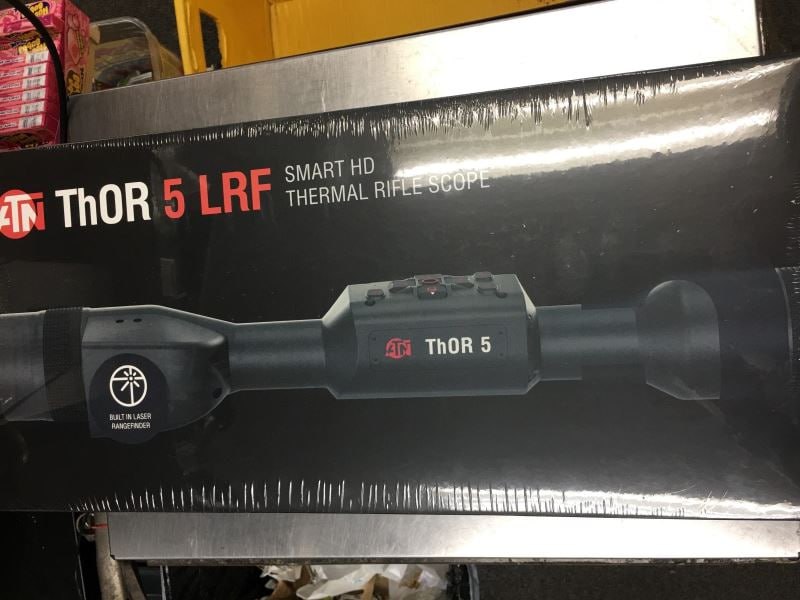 ATN ThOR 5 LRF SMART HD
THERMAL RIFLE SCOPE
ATN ThOR 5
BUILT IN LASER
RANGEFINDER